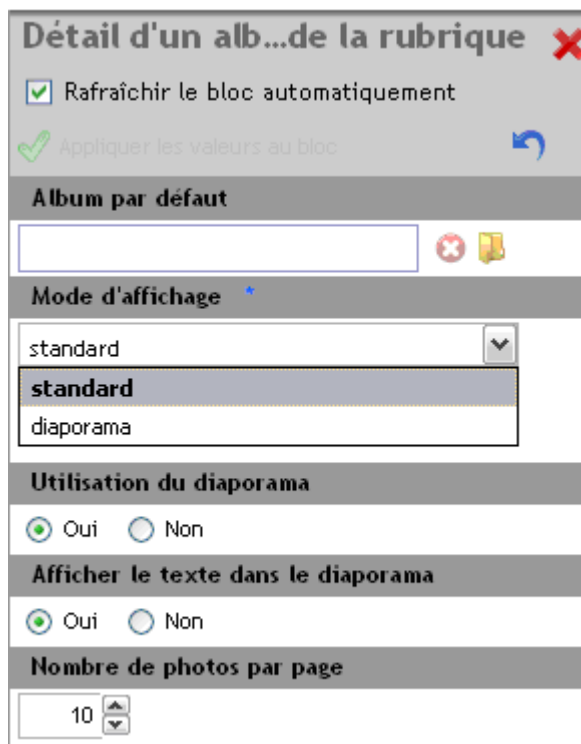 Détail d'un alb...de la rubrique
Rafraîchir le bloc automatiquement
Appliquer les valeurs au bloc
Album par défaut
Mode d'affichage *
standard
standard
diaporama
Utilisation du diaporama
Oui Non
Afficher le texte dans le diaporama
Oui Non
Nombre de photos par page
10